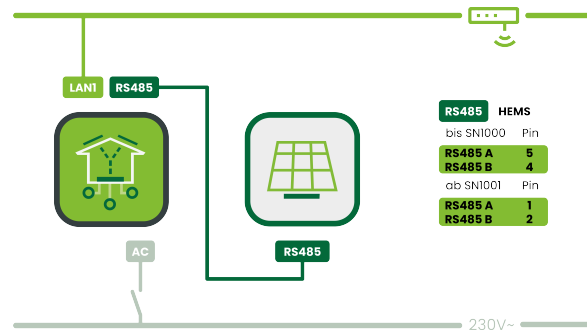 LAN1 RS485
RS485 HEMS
bis SN1000 Pin
RS485 A 5
RS485 B 4
ab SN1001 Pin
RS485 A 1
RS485 B 2
AC RS485
230V~